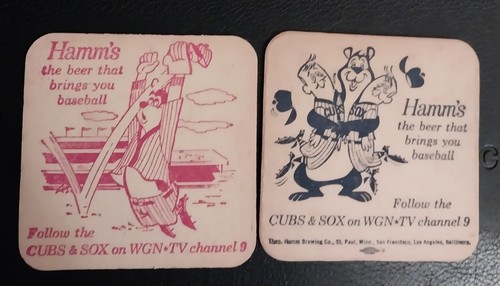 Hamm's
the beer that
brings you
baseball
Follow the
CUBS & SOX on WGN•TV channel 9
CUBS
SOX
Hamm's
the beer that
brings you
baseball
Follow the
CUBS & SOX on WGN•TV channel 9
Theo. Hamm Brewing Co., St. Paul, Minn., San Francisco, Los Angeles, Baltimore.